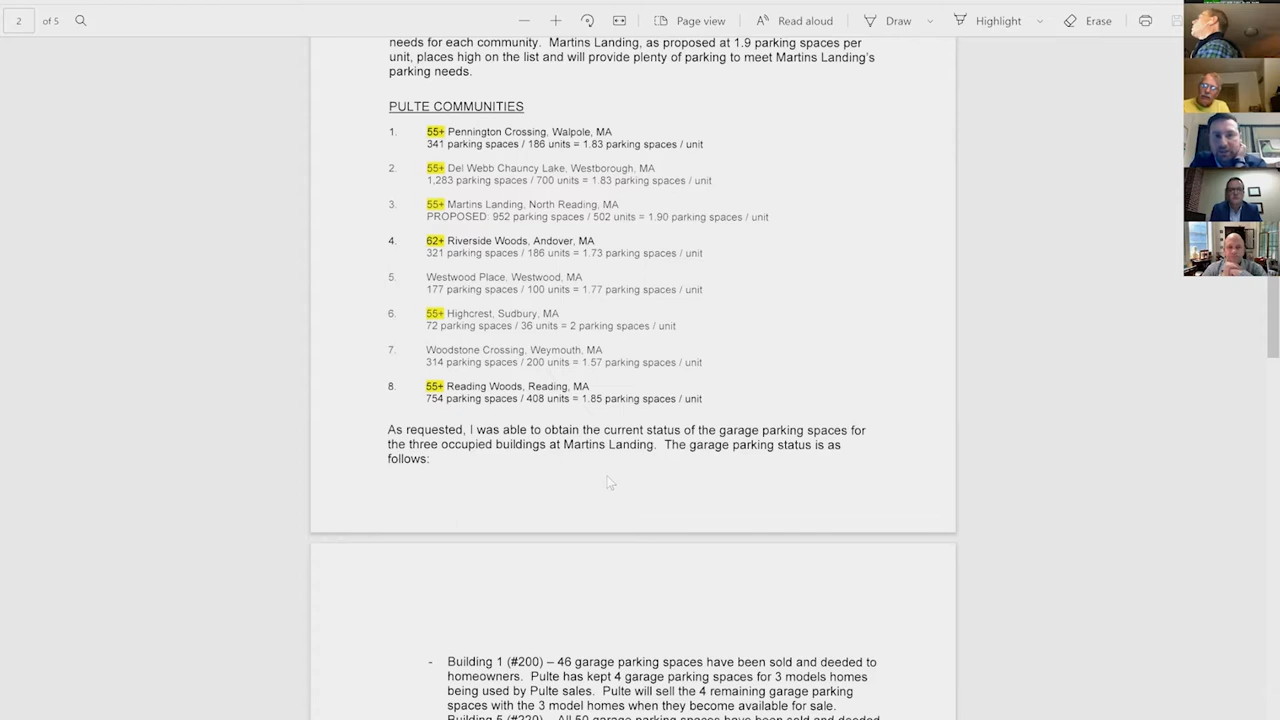 2 of 5 Page view Read aloud Draw Highlight Erase
needs for each community. Martins Landing, as proposed at 1.9 parking spaces per
unit, places high on the list and will provide plenty of parking to meet Martins Landing's
parking needs.
PULTE COMMUNITIES
1. 55+ Pennington Crossing, Walpole, MA
341 parking spaces / 186 units = 1.83 parking spaces / unit
2. 55+ Del Webb Chauncy Lake, Westborough, MA
1,283 parking spaces / 700 units = 1.83 parking spaces / unit
3. 55+ Martins Landing, North Reading, MA
PROPOSED: 952 parking spaces / 502 units = 1.90 parking spaces / unit
4. 62+ Riverside Woods, Andover, MA
321 parking spaces / 186 units = 1.73 parking spaces / unit
5. Westwood Place, Westwood, MA
177 parking spaces / 100 units = 1.77 parking spaces / unit
6. 55+ Highcrest, Sudbury, MA
72 parking spaces / 36 units = 2 parking spaces / unit
7. Woodstone Crossing, Weymouth, MA
314 parking spaces / 200 units = 1.57 parking spaces / unit
8. 55+ Reading Woods, Reading, MA
754 parking spaces / 408 units = 1.85 parking spaces / unit
As requested, I was able to obtain the current status of the garage parking spaces for
the three occupied buildings at Martins Landing. The garage parking status is as
follows:
- Building 1 (#200) – 46 garage parking spaces have been sold and deeded to
homeowners. Pulte has kept 4 garage parking spaces for 3 models homes
being used by Pulte sales. Pulte will sell the 4 remaining garage parking
spaces with the 3 model homes when they become available for sale.
Building 5 (#220) – All 50 garage parking spaces have been sold and deeded